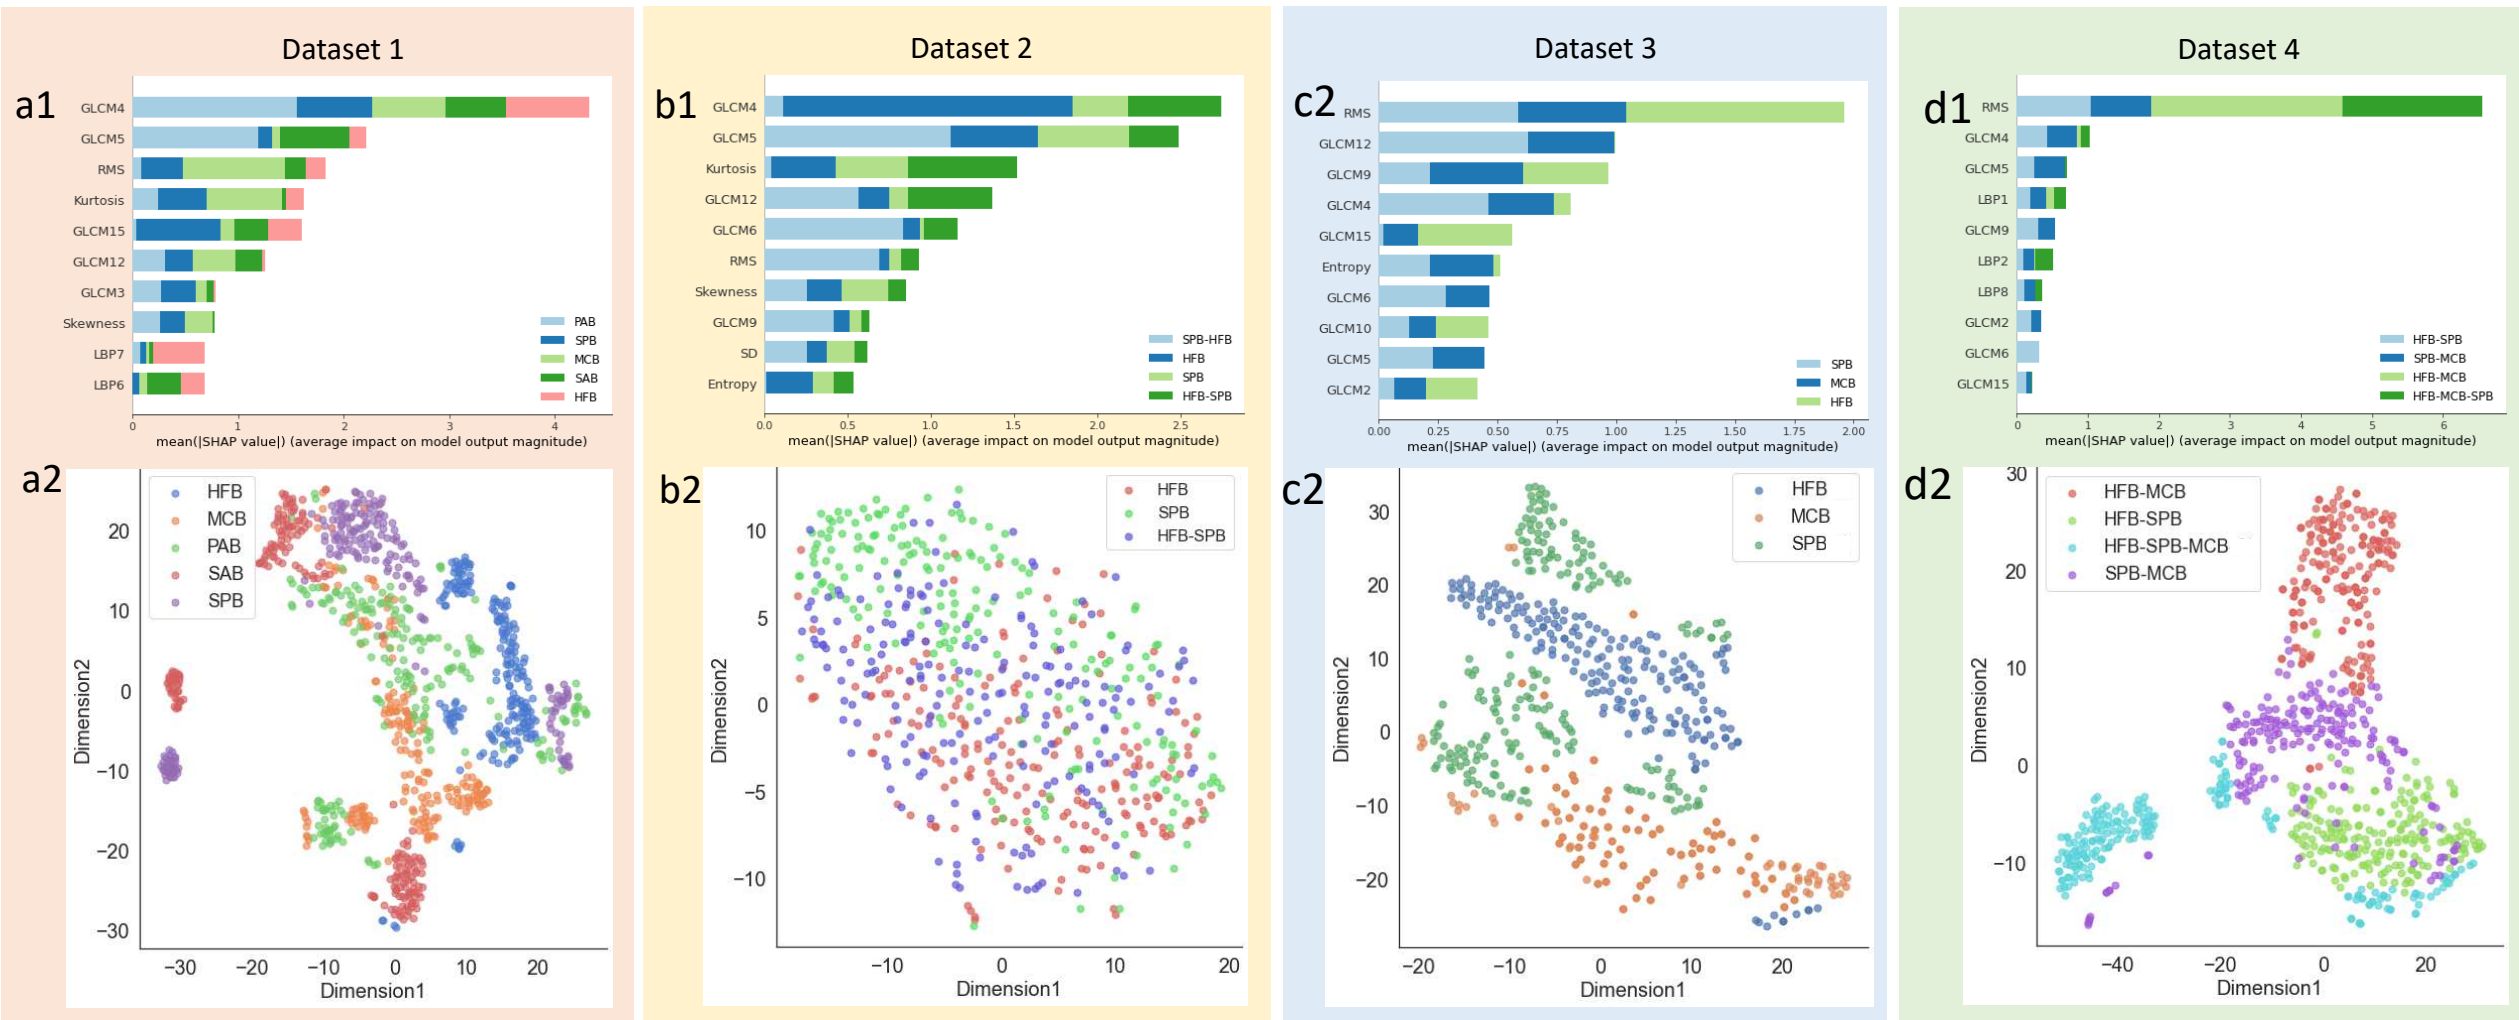 Dataset 1
a1
GLCM4
GLCM5
RMS
Kurtosis
GLCM15
GLCM12
GLCM3
Skewness
LBP7
LBP6
PAB
SPB
MCB
SAB
HFB
0 1 2 3 4
mean(|SHAP value|) (average impact on model output magnitude)
a2
HFB
MCB
PAB
SAB
SPB
20
10
0
−10
−20
−30
Dimension2
−30 −20 −10 0 10 20
Dimension1
Dataset 2
b1
GLCM4
GLCM5
Kurtosis
GLCM12
GLCM6
RMS
Skewness
GLCM9
SD
Entropy
SPB-HFB
HFB
SPB
HFB-SPB
0.0 0.5 1.0 1.5 2.0 2.5
mean(|SHAP value|) (average impact on model output magnitude)
b2
HFB
SPB
HFB-SPB
10
5
0
−5
−10
Dimension2
−10 0 10 20
Dimension1
Dataset 3
c2
RMS
GLCM12
GLCM9
GLCM4
GLCM15
Entropy
GLCM6
GLCM10
GLCM5
GLCM2
SPB
MCB
HFB
0.00 0.25 0.50 0.75 1.00 1.25 1.50 1.75 2.00
mean(|SHAP value|) (average impact on model output magnitude)
c2
HFB
MCB
SPB
30
20
10
0
−10
−20
Dimension2
−20 −10 0 10 20
Dimension1
Dataset 4
d1
RMS
GLCM4
GLCM5
LBP1
GLCM9
LBP2
LBP8
GLCM2
GLCM6
GLCM15
HFB-SPB
SPB-MCB
HFB-MCB
HFB-MCB-SPB
0 1 2 3 4 5 6
mean(|SHAP value|) (average impact on model output magnitude)
d2
HFB-MCB
HFB-SPB
HFB-SPB-MCB
SPB-MCB
30
20
10
0
−10
Dimension2
−40 −20 0 20
Dimension1